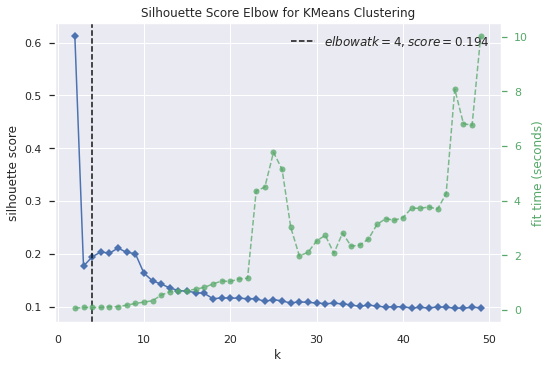 Silhouette Score Elbow for KMeans Clustering
elbowatk = 4, score = 0.194
silhouette score
0.6
0.5
0.4
0.3
0.2
0.1
10
8
6
4
2
0
fit time (seconds)
0 10 20 30 40 50
k